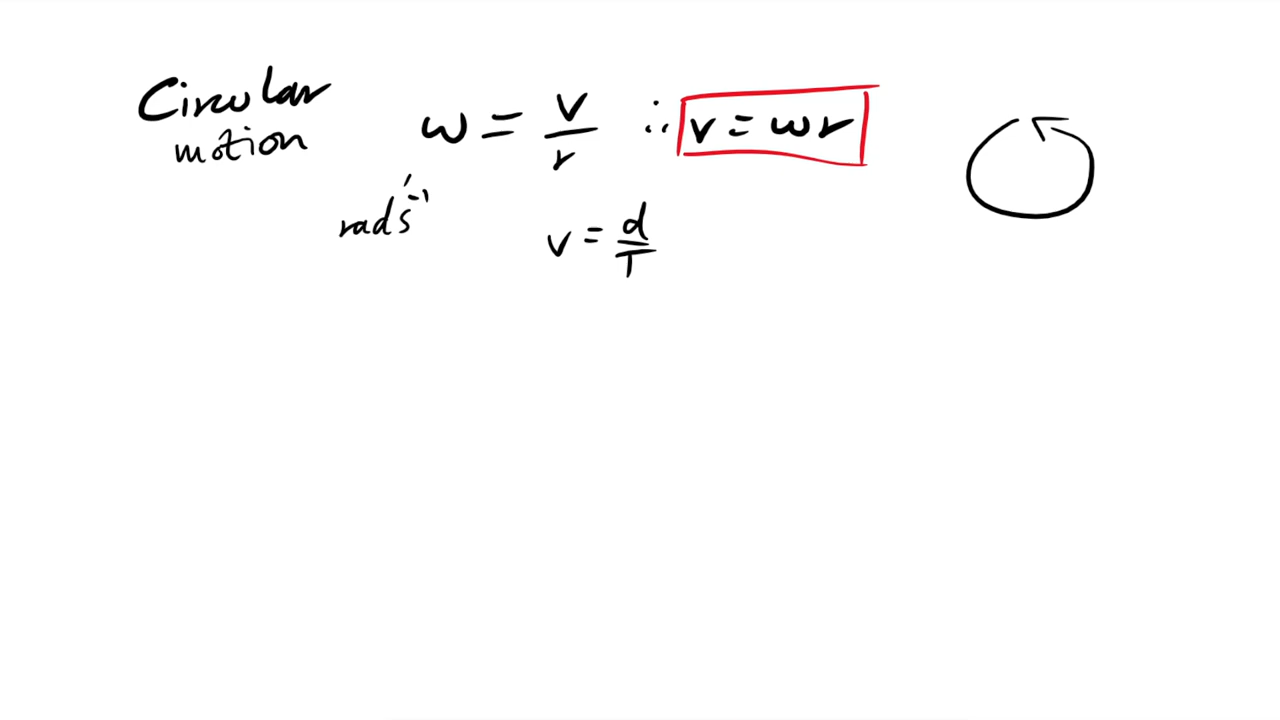 Circular
motion
ω = v/r ∴ v = ωr
rad s⁻¹
v = d/T